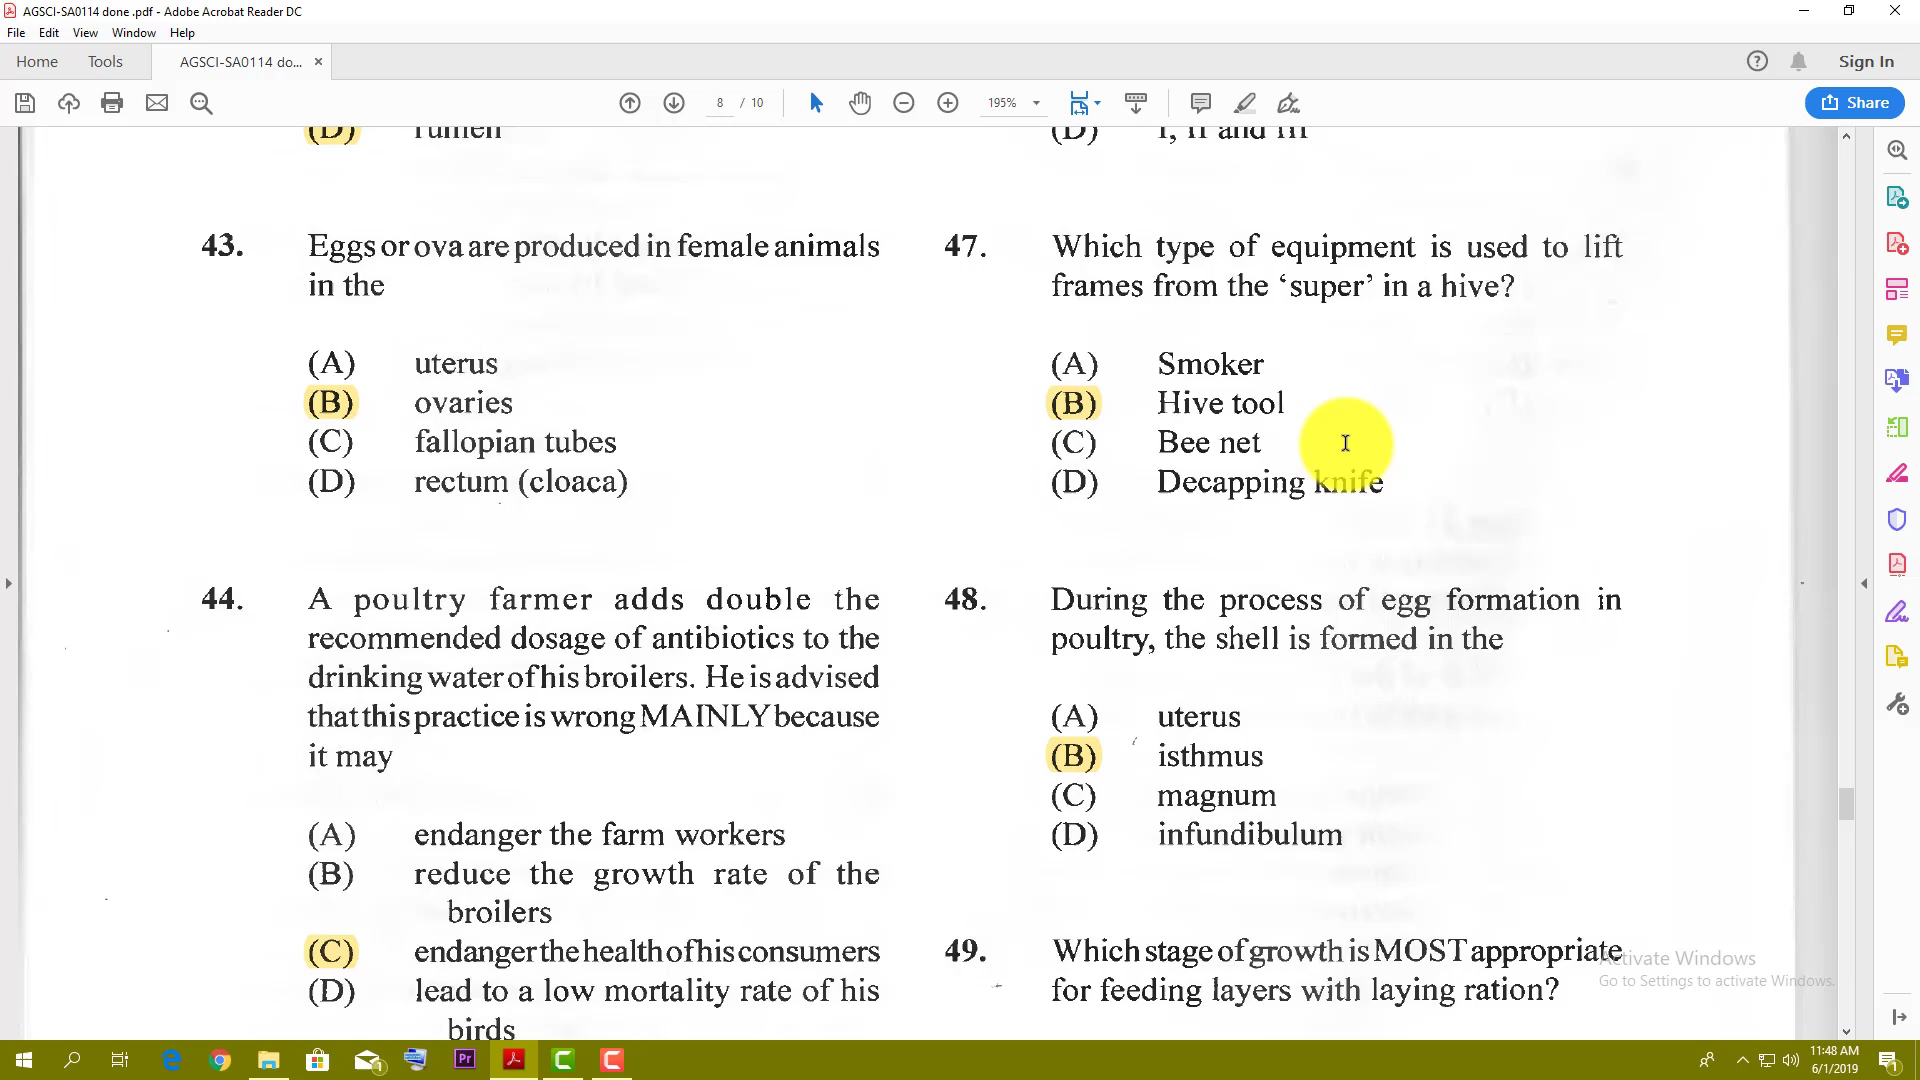 AGSCI-SA0114 done .pdf - Adobe Acrobat Reader DC
File Edit View Window Help
Home Tools AGSCI-SA0114 do... × Sign In
8 / 10 195% Share
(D) rumen
43. Eggs or ova are produced in female animals
in the
(A) uterus
(B) ovaries
(C) fallopian tubes
(D) rectum (cloaca)
44. A poultry farmer adds double the
recommended dosage of antibiotics to the
drinking water of his broilers. He is advised
that this practice is wrong MAINLY because
it may
(A) endanger the farm workers
(B) reduce the growth rate of the
broilers
(C) endanger the health of his consumers
(D) lead to a low mortality rate of his
birds
(D) I, II and III
47. Which type of equipment is used to lift
frames from the ‘super’ in a hive?
(A) Smoker
(B) Hive tool
(C) Bee net
(D) Decapping knife
48. During the process of egg formation in
poultry, the shell is formed in the
(A) uterus
(B) isthmus
(C) magnum
(D) infundibulum
49. Which stage of growth is MOST appropriate
for feeding layers with laying ration?
Activate Windows
Go to Settings to activate Windows.
11:48 AM
6/1/2019